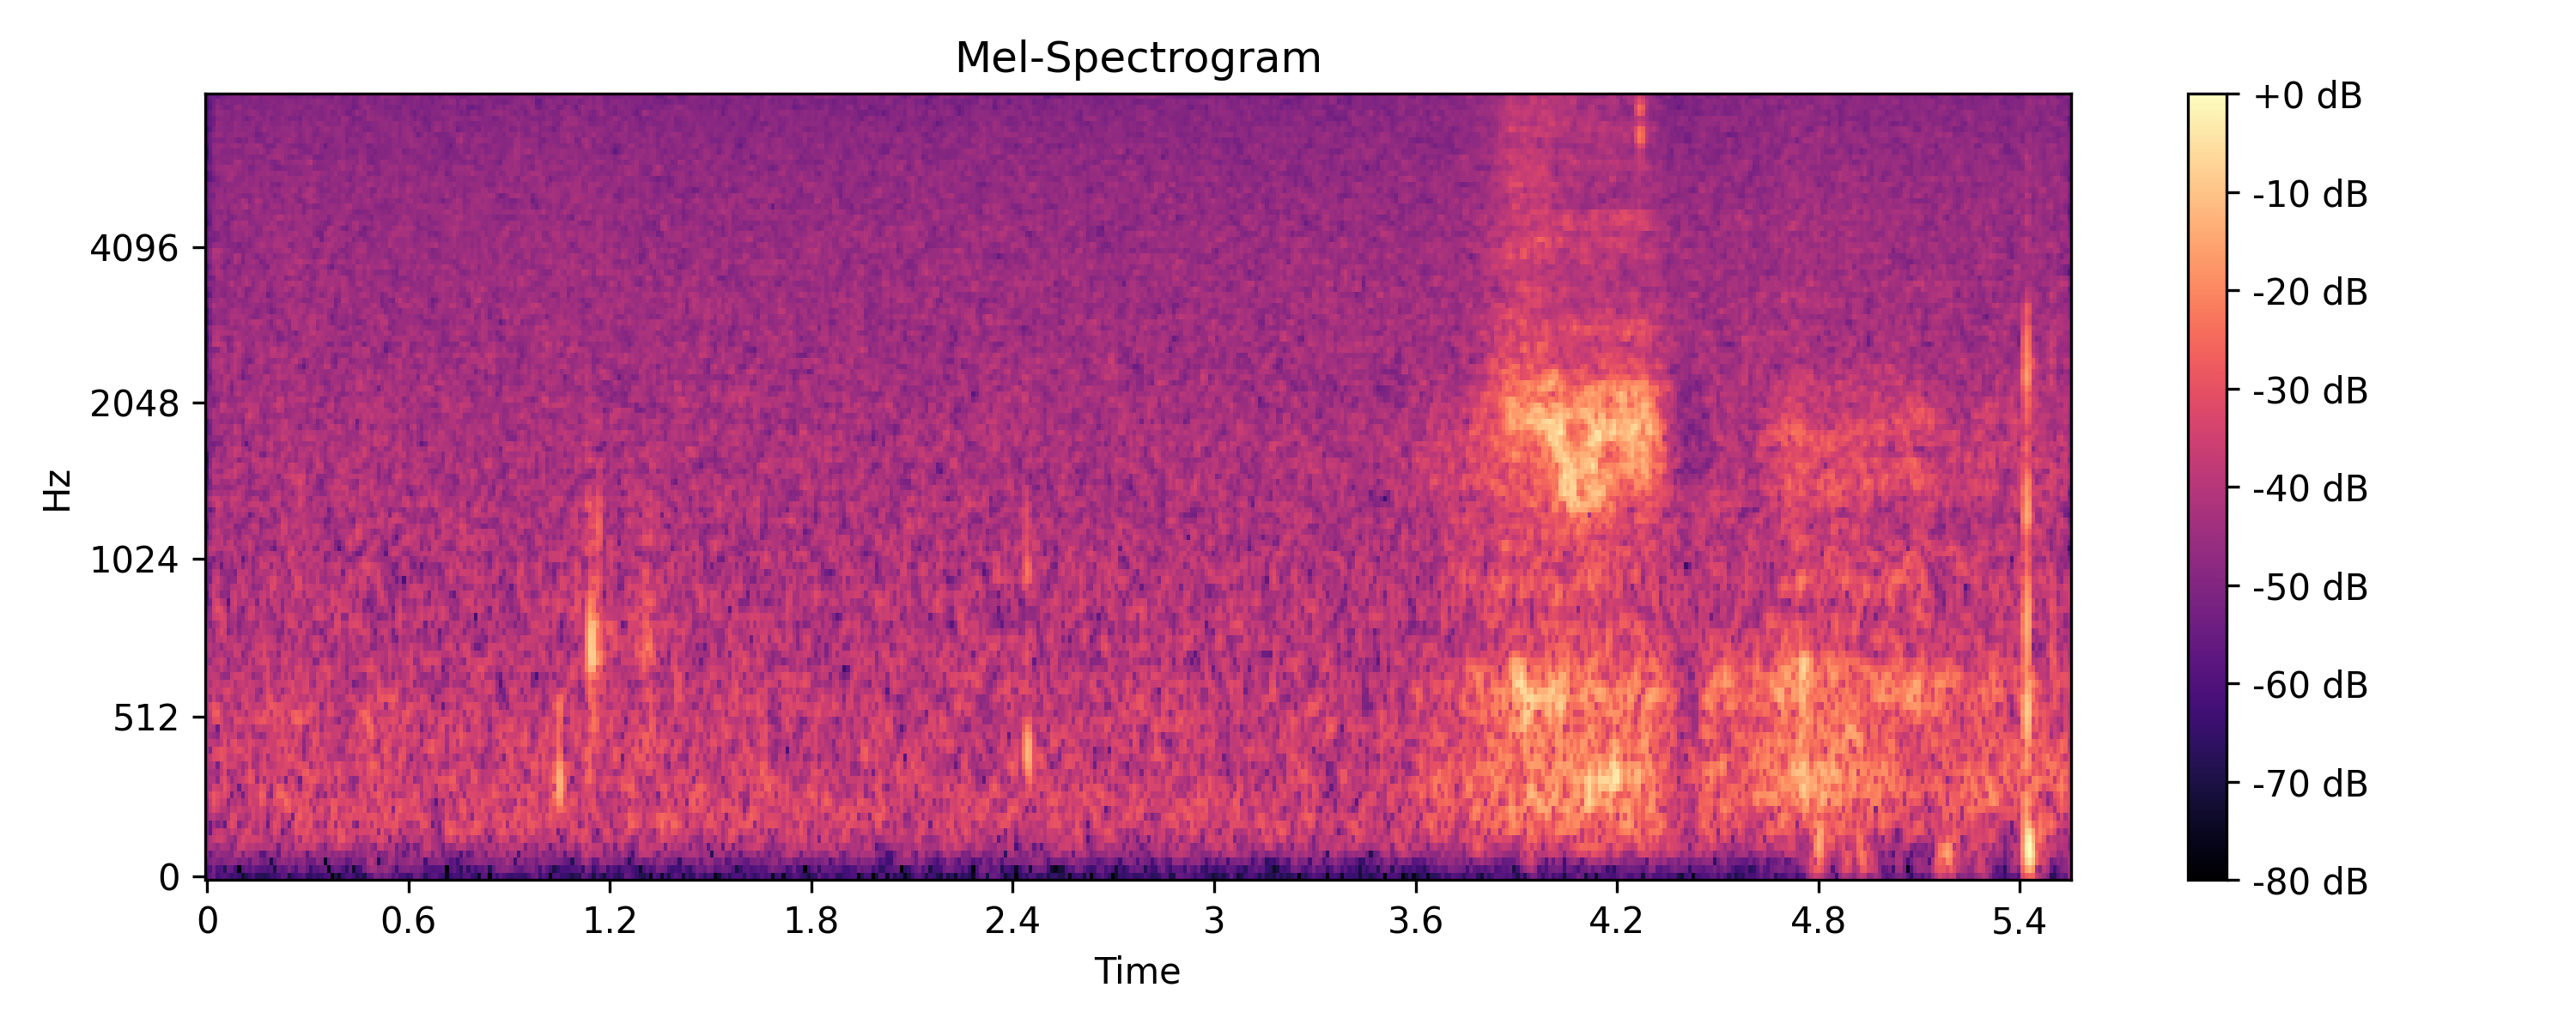 Mel-Spectrogram
Hz
4096
2048
1024
512
0
0 0.6 1.2 1.8 2.4 3 3.6 4.2 4.8 5.4
Time
+0 dB
-10 dB
-20 dB
-30 dB
-40 dB
-50 dB
-60 dB
-70 dB
-80 dB